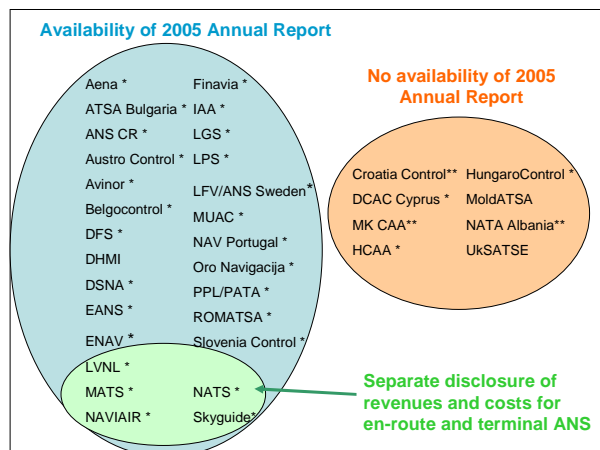 Availability of 2005 Annual Report
Aena *
ATSA Bulgaria *
ANS CR *
Austro Control *
Avinor *
Belgocontrol *
DFS *
DHMI
DSNA *
EANS *
ENAV *
LVNL *
MATS *
NAVIAIR *
Finavia *
IAA *
LGS *
LPS *
LFV/ANS Sweden*
MUAC *
NAV Portugal *
Oro Navigacija *
PPL/PATA *
ROMATSA *
Slovenia Control *
NATS *
Skyguide*
No availability of 2005
Annual Report
Croatia Control**
DCAC Cyprus *
MK CAA**
HCAA *
HungaroControl *
MoldATSA
NATA Albania**
UkSATSE
Separate disclosure of
revenues and costs for
en-route and terminal ANS